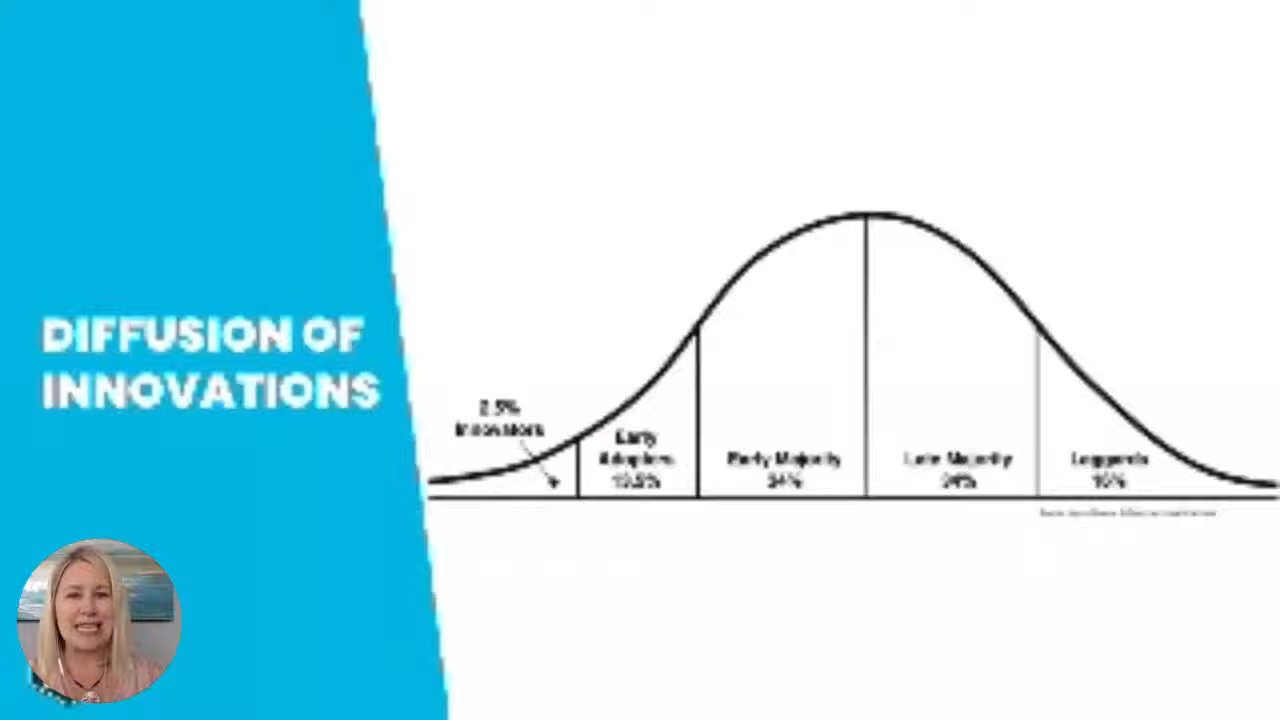 DIFFUSION OF
INNOVATIONS
2.5%
Innovators
Early
Adopters
13.5%
Early Majority
34%
Late Majority
34%
Laggards
16%